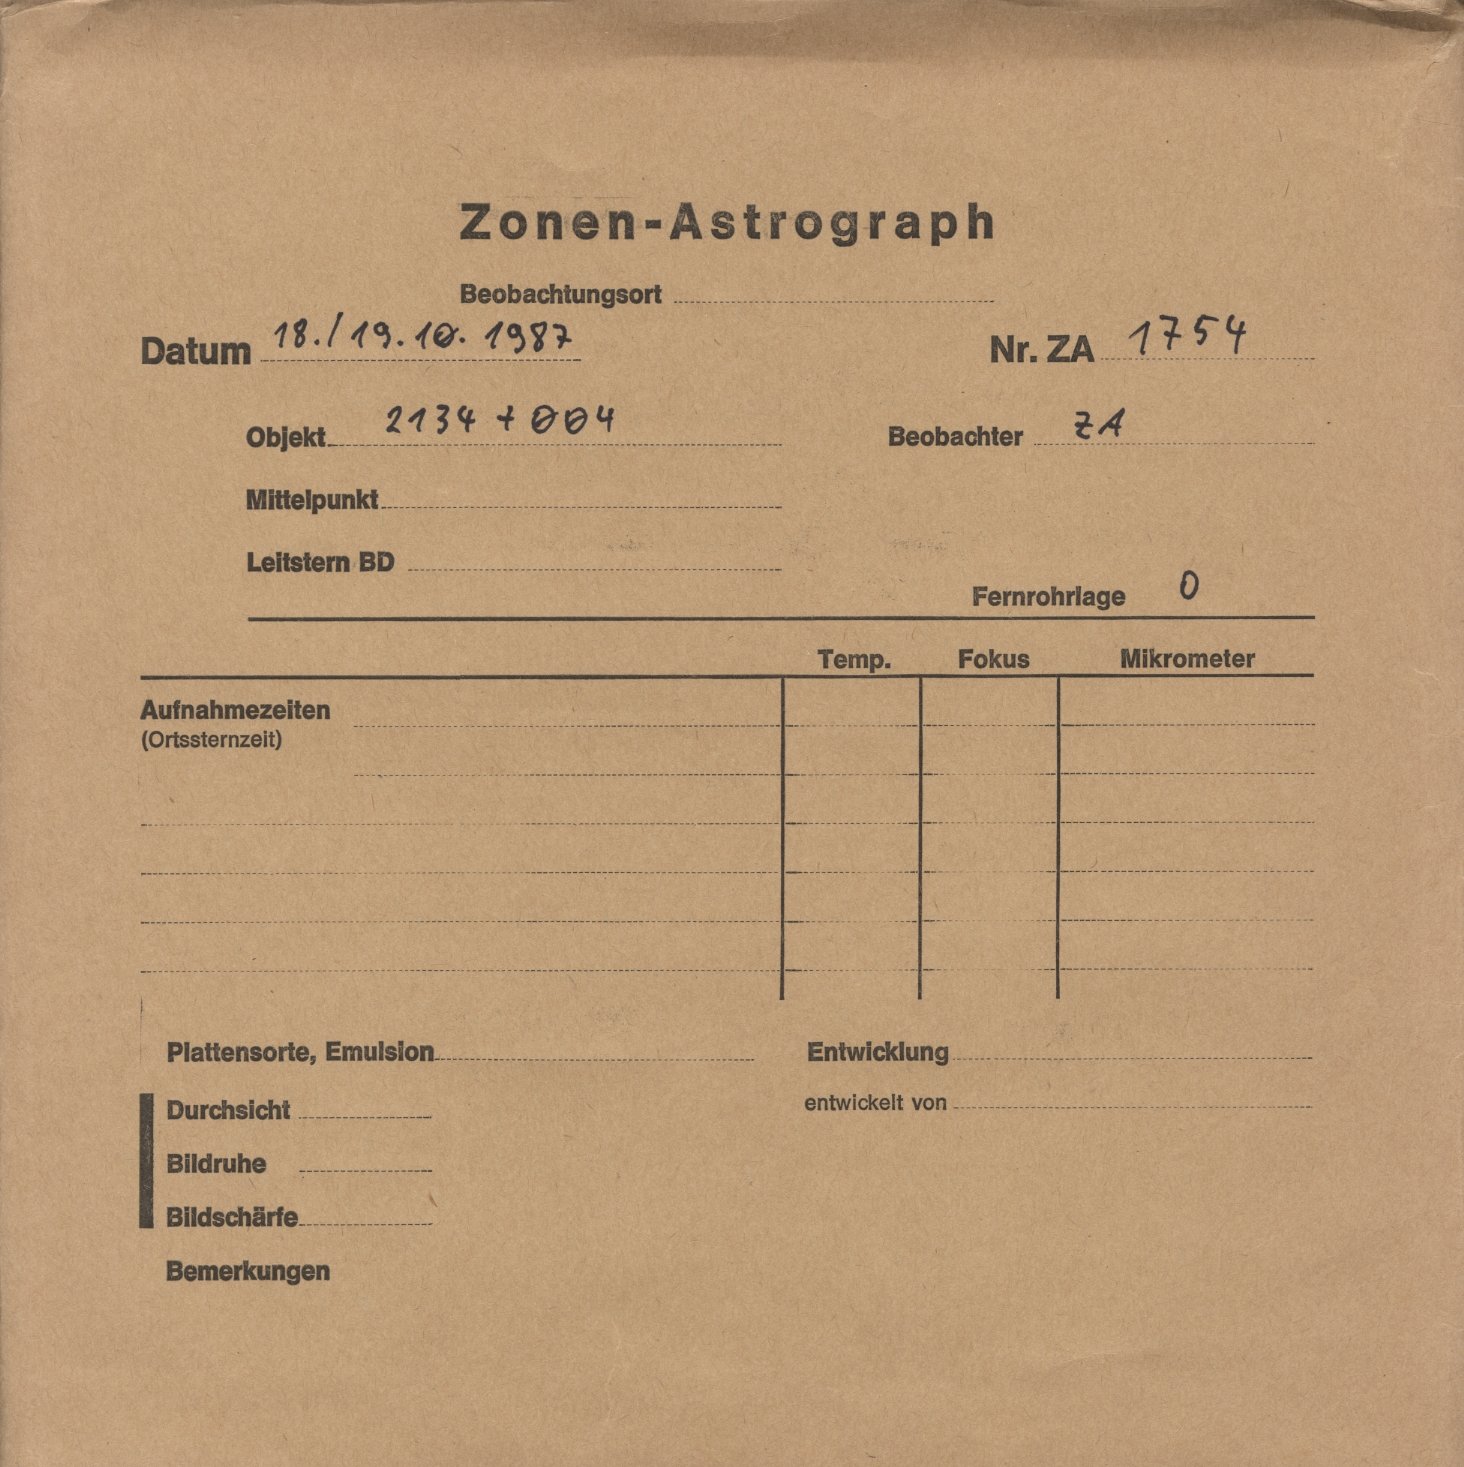 Zonen-Astrograph
Beobachtungsort
Datum 18./19.10.1987 Nr. ZA 1754
Objekt 2134+004 Beobachter ZA
Mittelpunkt
Leitstern BD
Fernrohrlage O
Temp. Fokus Mikrometer
Aufnahmezeiten
(Ortssternzeit)
Plattensorte, Emulsion Entwicklung
Durchsicht entwickelt von
Bildruhe
Bildschärfe
Bemerkungen